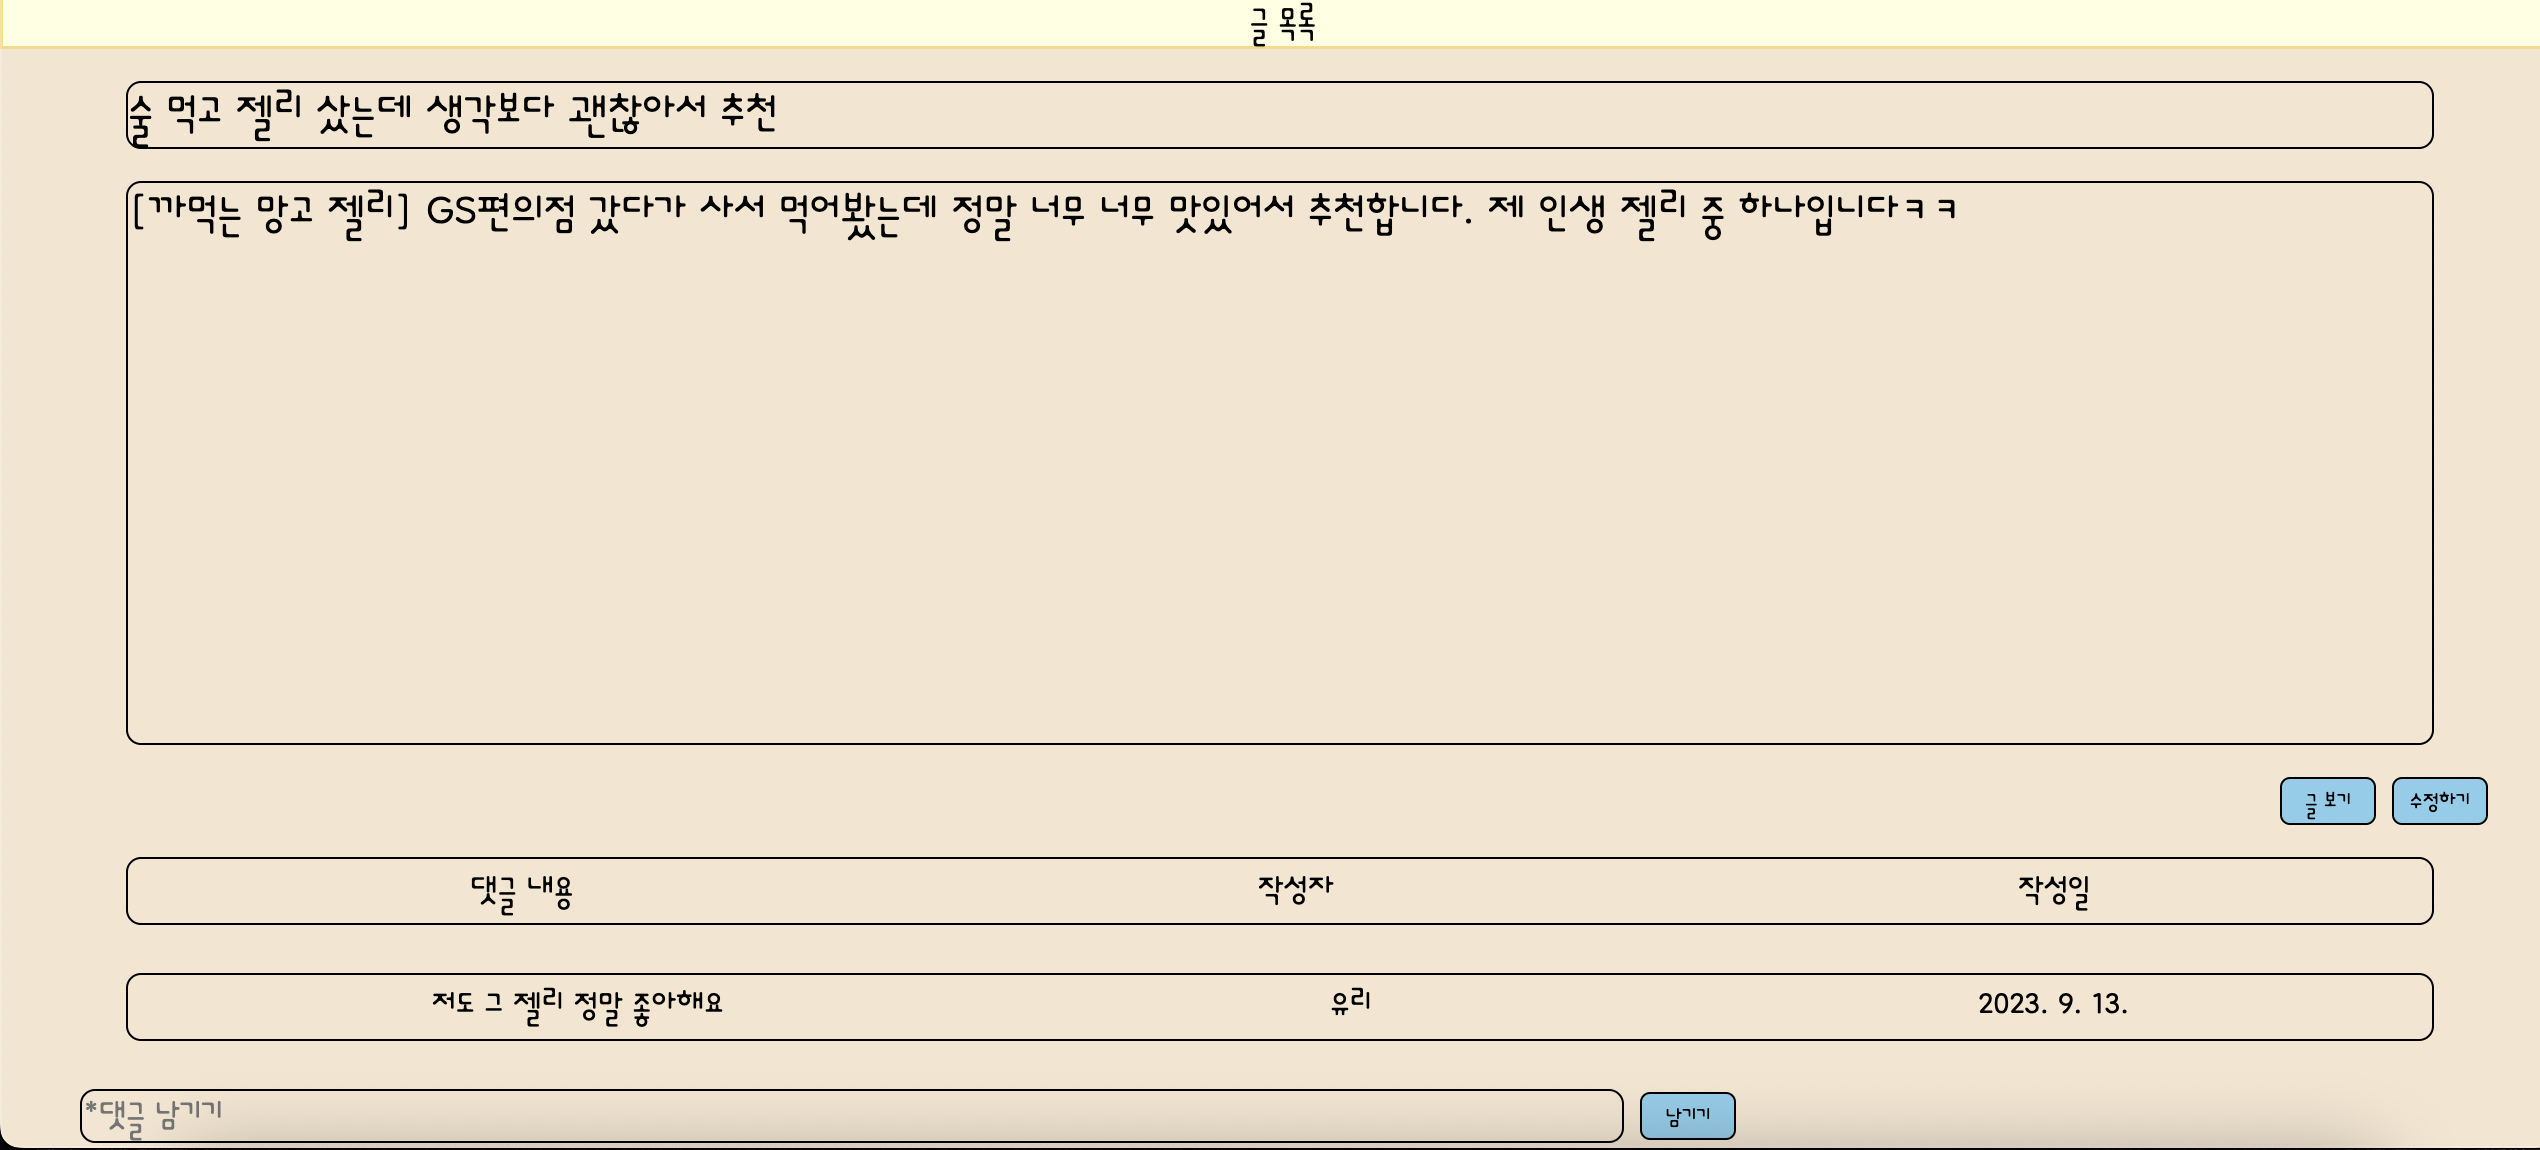 글 목록
술 먹고 젤리 샀는데 생각보다 괜찮아서 추천
[까먹는 망고 젤리] GS편의점 갔다가 사서 먹어봤는데 정말 너무 너무 맛있어서 추천합니다. 제 인생 젤리 중 하나입니다ㅋㅋ
글 보기 수정하기
댓글 내용 작성자 작성일
저도 그 젤리 정말 좋아해요 유리 2023. 9. 13.
*댓글 남기기 남기기